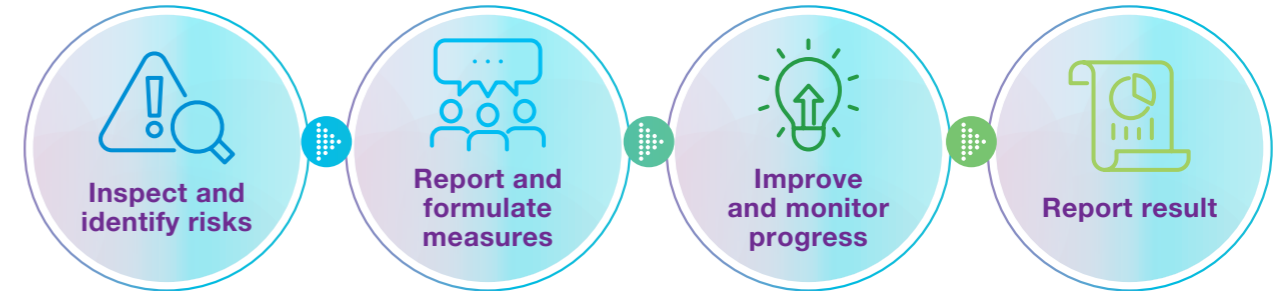 Inspect and
identify risks
Report and
formulate
measures
Improve
and monitor
progress
Report result